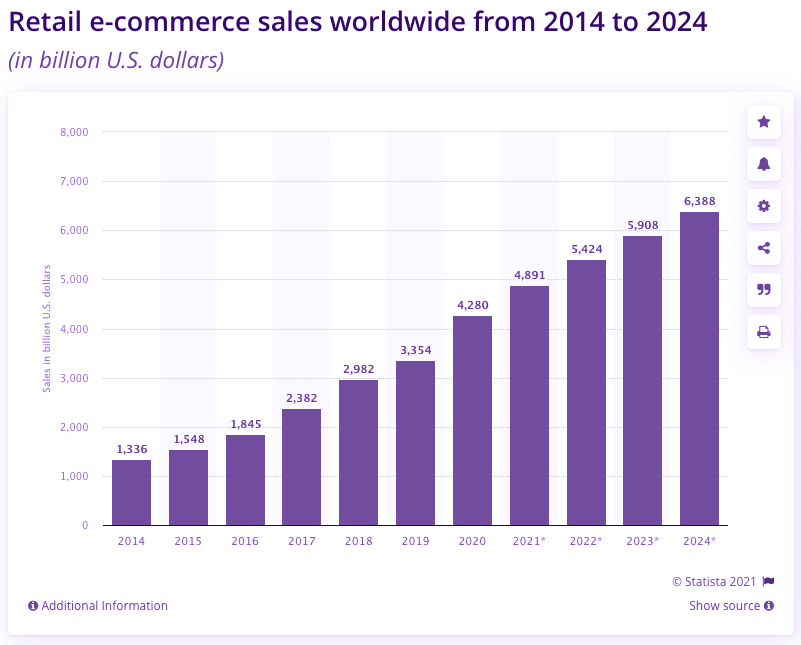 Retail e-commerce sales worldwide from 2014 to 2024
(in billion U.S. dollars)
Sales in billion U.S. dollars
8,000
7,000
6,000
5,000
4,000
3,000
2,000
1,000
0
1,336
1,548
1,845
2,382
2,982
3,354
4,280
4,891
5,424
5,908
6,388
2014 2015 2016 2017 2018 2019 2020 2021* 2022* 2023* 2024*
© Statista 2021
Additional Information
Show source